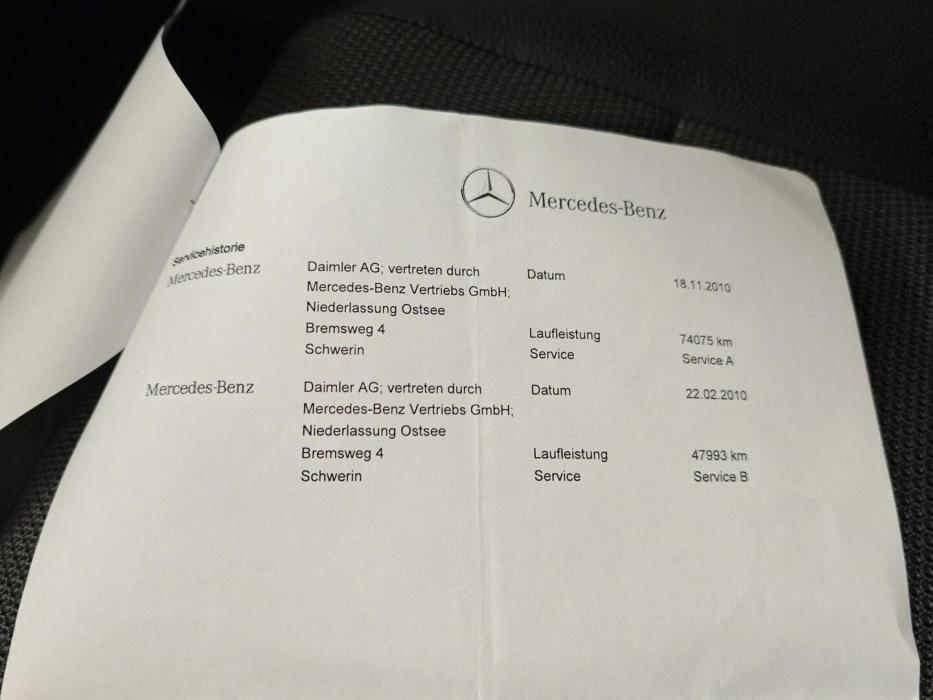 Mercedes-Benz
Servicehistorie
Mercedes-Benz Daimler AG; vertreten durch Datum 18.11.2010
Mercedes-Benz Vertriebs GmbH;
Niederlassung Ostsee
Bremsweg 4 Laufleistung 74075 km
Schwerin Service Service A
Mercedes-Benz Daimler AG; vertreten durch Datum 22.02.2010
Mercedes-Benz Vertriebs GmbH;
Niederlassung Ostsee
Bremsweg 4 Laufleistung 47993 km
Schwerin Service Service B